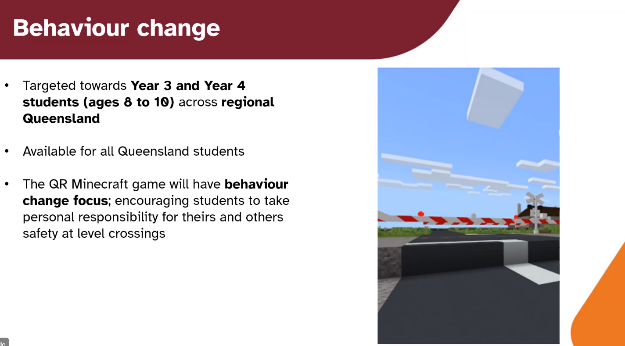 Behaviour change
• Targeted towards Year 3 and Year 4
students (ages 8 to 10) across regional
Queensland
• Available for all Queensland students
• The QR Minecraft game will have behaviour
change focus; encouraging students to take
personal responsibility for theirs and others
safety at level crossings